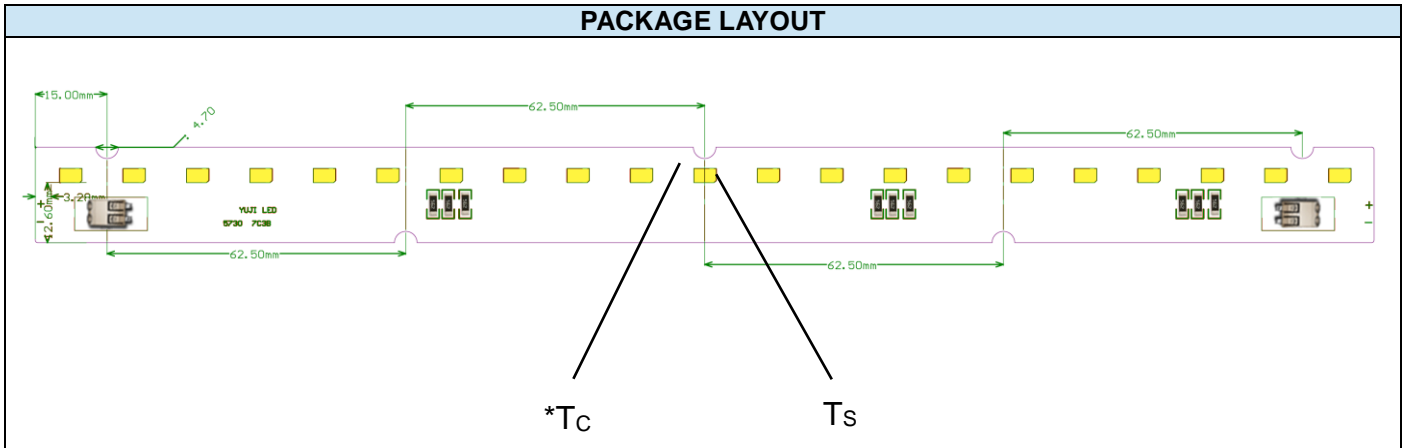 PACKAGE LAYOUT
15.00mm
4.70
62.50mm
62.50mm
3.20mm
12.60mm
+
-
YUJI LED
5730 7C3B
+
-
62.50mm
62.50mm
*TC
TS